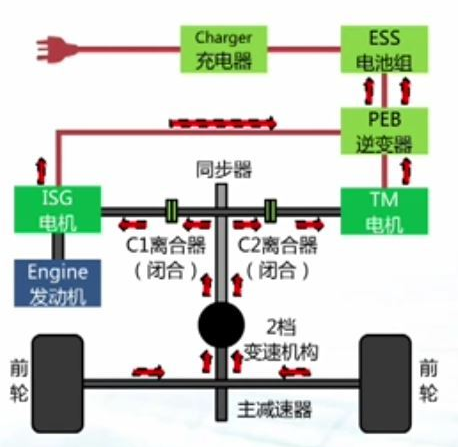 Charger
充电器
ESS
电池组
PEB
逆变器
同步器
ISG
电机
TM
电机
C1离合器
（闭合）
C2离合器
（闭合）
Engine
发动机
2档
变速机构
前
轮
前
轮
主减速器